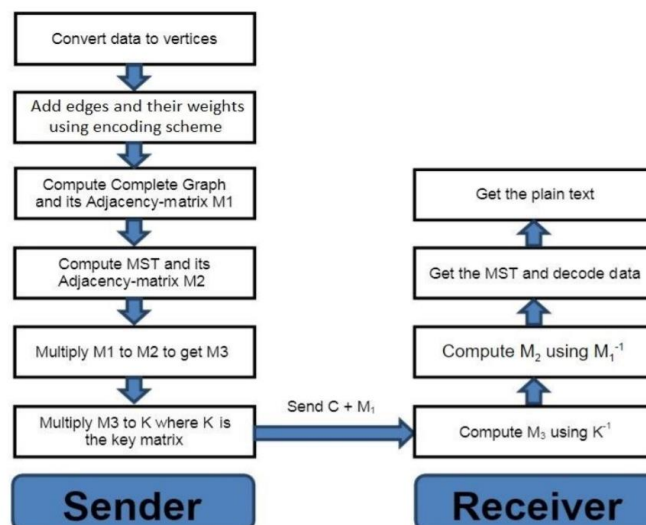 Convert data to vertices
Add edges and their weights
using encoding scheme
Compute Complete Graph
and its Adjacency-matrix M1
Compute MST and its
Adjacency-matrix M2
Multiply M1 to M2 to get M3
Multiply M3 to K where K is
the key matrix
Sender
Send C + M₁
Get the plain text
Get the MST and decode data
Compute M₂ using M₁⁻¹
Compute M₃ using K⁻¹
Receiver